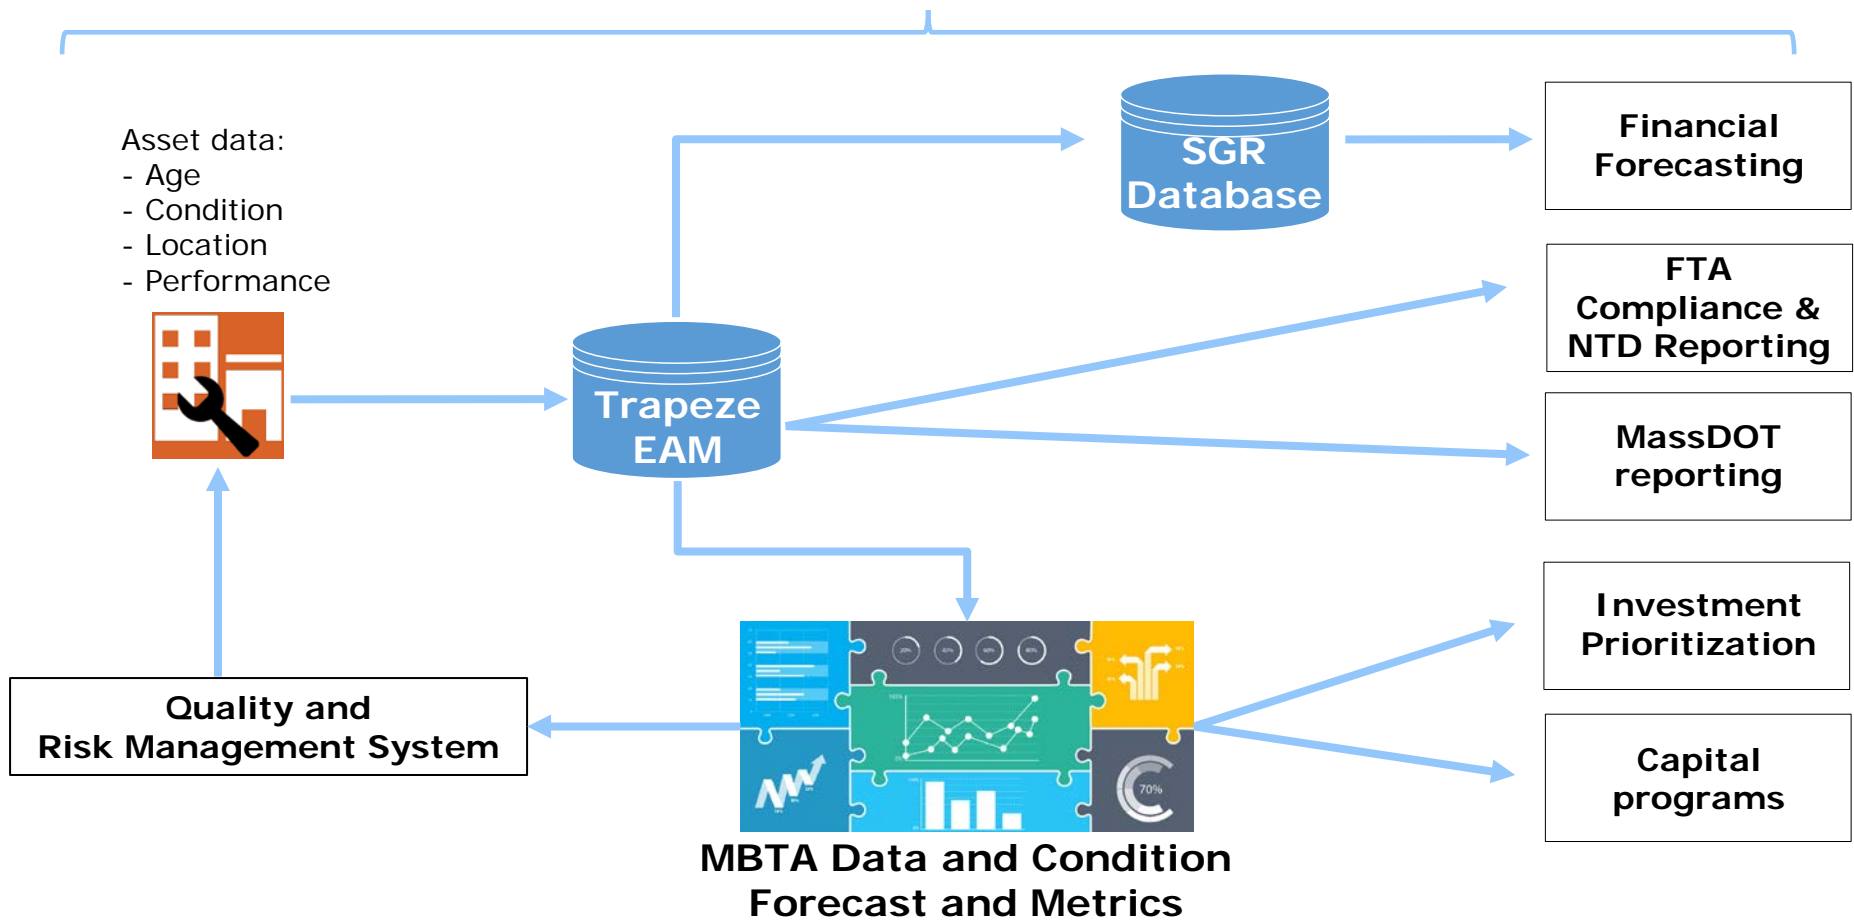 Asset data:
- Age
- Condition
- Location
- Performance
SGR
Database
Financial
Forecasting
FTA
Compliance &
NTD Reporting
Trapeze
EAM
MassDOT
reporting
Investment
Prioritization
Quality and
Risk Management System
70%
Capital
programs
MBTA Data and Condition
Forecast and Metrics